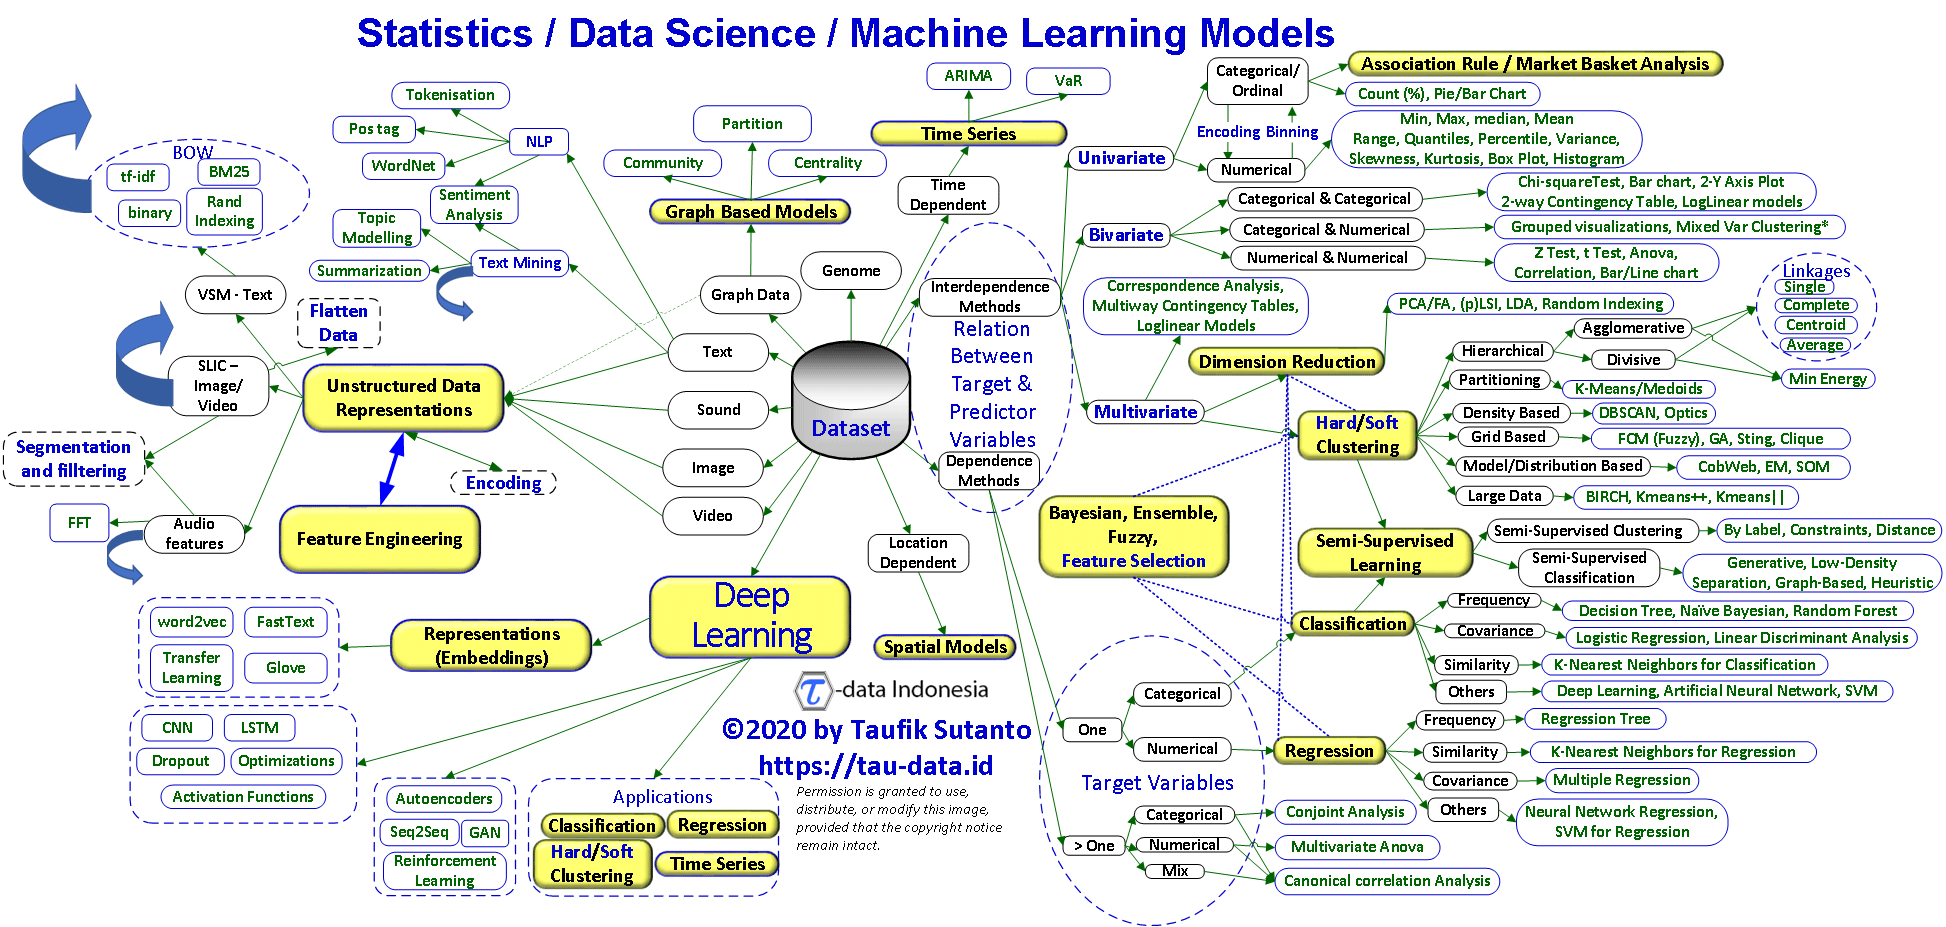 Statistics / Data Science / Machine Learning Models
BOW
tf-idf
BM25
binary
Rand
Indexing
VSM - Text
SLIC –
Image/
Video
Flatten
Data
Segmentation
and filltering
FFT
Audio
features
Tokenisation
Pos tag
WordNet
NLP
Sentiment
Analysis
Topic
Modelling
Summarization
Text Mining
Unstructured Data
Representations
Encoding
Feature Engineering
Partition
Community
Centrality
Graph Based Models
Graph Data
Genome
Text
Sound
Image
Video
Dataset
ARIMA
VaR
Time Series
Time
Dependent
Interdependence
Methods
Relation
Between
Target &
Predictor
Variables
Dependence
Methods
Location
Dependent
Spatial Models
Univariate
Categorical/
Ordinal
Encoding Binning
Numerical
Association Rule / Market Basket Analysis
Count (%), Pie/Bar Chart
Min, Max, median, Mean
Range, Quantiles, Percentile, Variance,
Skewness, Kurtosis, Box Plot, Histogram
Bivariate
Categorical & Categorical
Categorical & Numerical
Numerical & Numerical
Chi-squareTest, Bar chart, 2-Y Axis Plot
2-way Contingency Table, LogLinear models
Grouped visualizations, Mixed Var Clustering*
Z Test, t Test, Anova,
Correlation, Bar/Line chart
Correspondence Analysis,
Multiway Contingency Tables,
Loglinear Models
Multivariate
Dimension Reduction
PCA/FA, (p)LSI, LDA, Random Indexing
Hard/Soft
Clustering
Hierarchical
Agglomerative
Divisive
Linkages
Single
Complete
Centroid
Average
Min Energy
Partitioning
K-Means/Medoids
Density Based
DBSCAN, Optics
Grid Based
FCM (Fuzzy), GA, Sting, Clique
Model/Distribution Based
CobWeb, EM, SOM
Large Data
BIRCH, Kmeans++, Kmeans||
Bayesian, Ensemble,
Fuzzy,
Feature Selection
Semi-Supervised
Learning
Semi-Supervised Clustering
By Label, Constraints, Distance
Semi-Supervised
Classification
Generative, Low-Density
Separation, Graph-Based, Heuristic
Classification
Frequency
Decision Tree, Naïve Bayesian, Random Forest
Covariance
Logistic Regression, Linear Discriminant Analysis
Similarity
K-Nearest Neighbors for Classification
Others
Deep Learning, Artificial Neural Network, SVM
Regression
Frequency
Regression Tree
Similarity
K-Nearest Neighbors for Regression
Covariance
Multiple Regression
Others
Neural Network Regression,
SVM for Regression
Target Variables
One
Categorical
Numerical
> One
Categorical
Numerical
Mix
Conjoint Analysis
Multivariate Anova
Canonical correlation Analysis
Deep
Learning
Representations
(Embeddings)
word2vec
FastText
Transfer
Learning
Glove
CNN
LSTM
Dropout
Optimizations
Activation Functions
Autoencoders
Seq2Seq
GAN
Reinforcement
Learning
Applications
Classification
Regression
Hard/Soft
Clustering
Time Series
τ-data Indonesia
©2020 by Taufik Sutanto
https://tau-data.id
Permission is granted to use,
distribute, or modify this image,
provided that the copyright notice
remain intact.